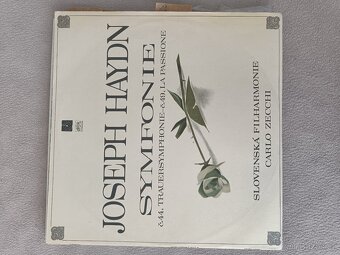 JOSEPH HAYDN
SYMFONIE
č.44. TRAUERSYMPHONIE-č.49. LA PASSIONE
SLOVENSKÁ FILHARMONIE
CARLO ZECCHI